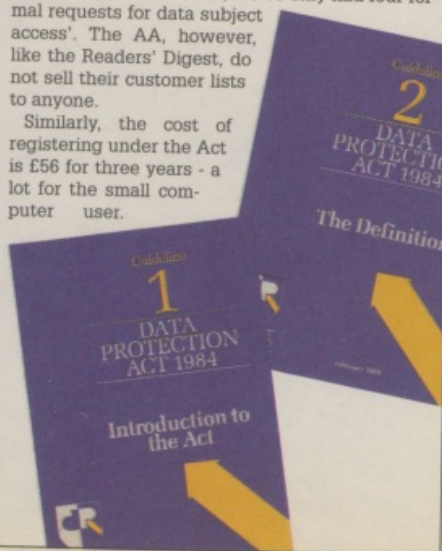 mal requests for data subject
access'. The AA, however,
like the Readers' Digest, do
not sell their customer lists
to anyone.
Similarly, the cost of
registering under the Act
is £56 for three years - a
lot for the small com-
puter user.
Guideline
2
DATA
ACT 1984
The
Guideline
1
DATA
PROTECTION
ACT 1984
Introduction to
the Act